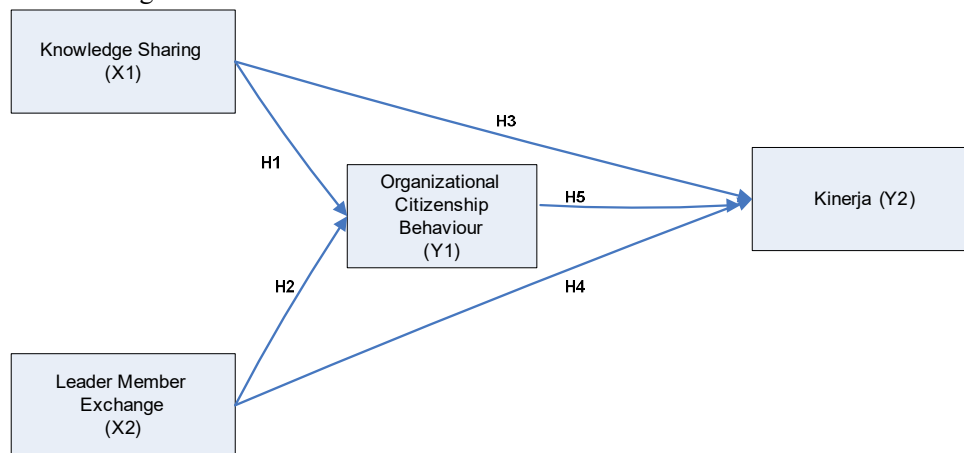 Knowledge Sharing
(X1)
H3
H1
Organizational
Citizenship
Behaviour
(Y1)
H5
Kinerja (Y2)
H2
H4
Leader Member
Exchange
(X2)